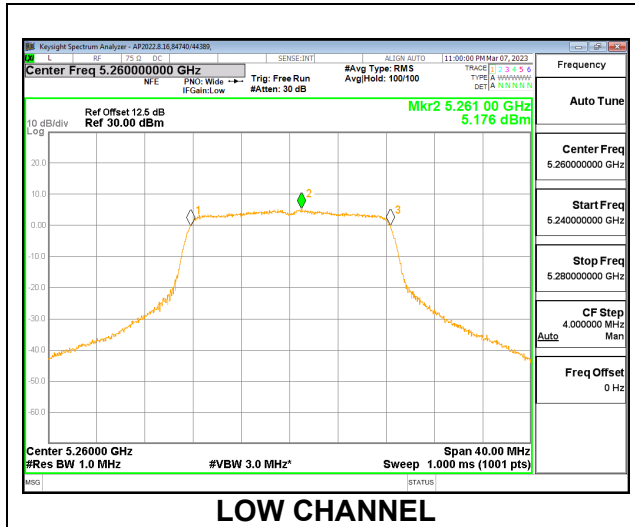 Keysight Spectrum Analyzer - AP2022.8.16,84740/44389,
L RF 75 Ω DC SENSE:INT ALIGN AUTO 11:00:00 PM Mar 07, 2023
Center Freq 5.260000000 GHz #Avg Type: RMS TRACE 1 2 3 4 5 6
NFE PNO: Wide Trig: Free Run Avg|Hold: 100/100 TYPE A WWWWW
IFGain:Low #Atten: 30 dB DET A N N N N N
Mkr2 5.261 00 GHz
5.176 dBm
Ref Offset 12.5 dB
10 dB/div Ref 30.00 dBm
Log
20.0
10.0
0.00
-10.0
-20.0
-30.0
-40.0
-50.0
-60.0
1
2
3
Center 5.26000 GHz Span 40.00 MHz
#Res BW 1.0 MHz #VBW 3.0 MHz* Sweep 1.000 ms (1001 pts)
MSG STATUS
Frequency
Auto Tune
Center Freq
5.260000000 GHz
Start Freq
5.240000000 GHz
Stop Freq
5.280000000 GHz
CF Step
4.000000 MHz
Auto Man
Freq Offset
0 Hz
LOW CHANNEL